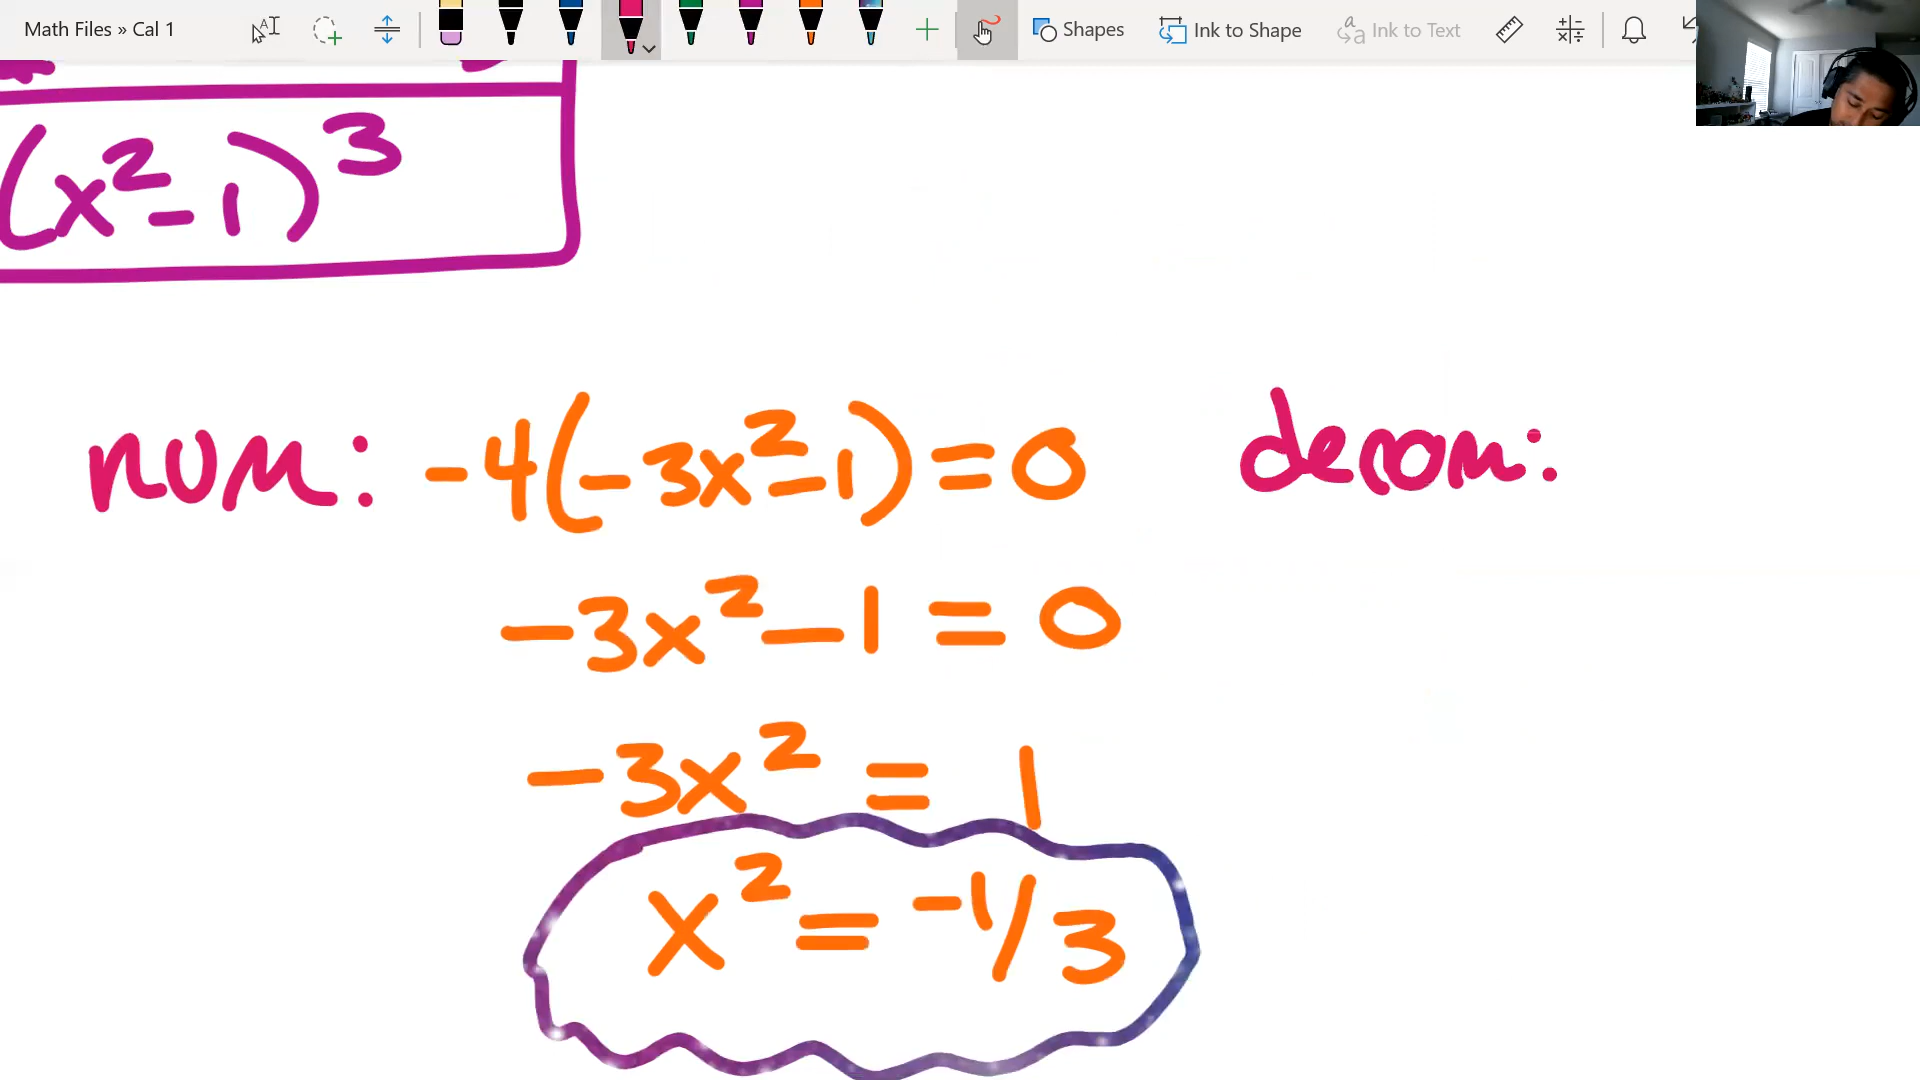 Math Files » Cal 1
Shapes
Ink to Shape
Ink to Text
(x²-1)³
num: -4(-3x²-1)=0
denom:
-3x²-1=0
-3x²=1
x²=-1/3